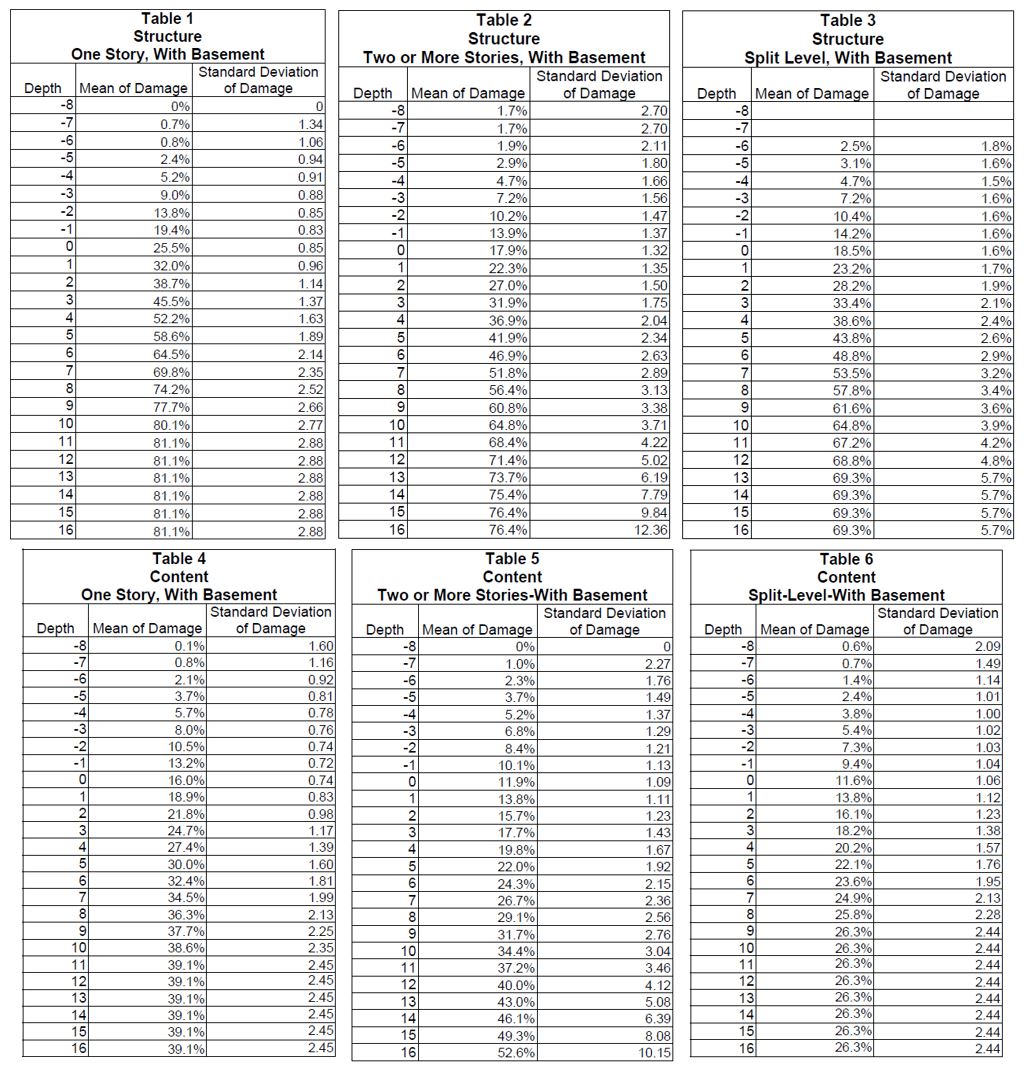 Table 1
Structure
One Story, With Basement
Depth Mean of Damage Standard Deviation of Damage
-8 0% 0
-7 0.7% 1.34
-6 0.8% 1.06
-5 2.4% 0.94
-4 5.2% 0.91
-3 9.0% 0.88
-2 13.8% 0.85
-1 19.4% 0.83
0 25.5% 0.85
1 32.0% 0.96
2 38.7% 1.14
3 45.5% 1.37
4 52.2% 1.63
5 58.6% 1.89
6 64.5% 2.14
7 69.8% 2.35
8 74.2% 2.52
9 77.7% 2.66
10 80.1% 2.77
11 81.1% 2.88
12 81.1% 2.88
13 81.1% 2.88
14 81.1% 2.88
15 81.1% 2.88
16 81.1% 2.88
Table 2
Structure
Two or More Stories, With Basement
Depth Mean of Damage Standard Deviation of Damage
-8 1.7% 2.70
-7 1.7% 2.70
-6 1.9% 2.11
-5 2.9% 1.80
-4 4.7% 1.66
-3 7.2% 1.56
-2 10.2% 1.47
-1 13.9% 1.37
0 17.9% 1.32
1 22.3% 1.35
2 27.0% 1.50
3 31.9% 1.75
4 36.9% 2.04
5 41.9% 2.34
6 46.9% 2.63
7 51.8% 2.89
8 56.4% 3.13
9 60.8% 3.38
10 64.8% 3.71
11 68.4% 4.22
12 71.4% 5.02
13 73.7% 6.19
14 75.4% 7.79
15 76.4% 9.84
16 76.4% 12.36
Table 3
Structure
Split Level, With Basement
Depth Mean of Damage Standard Deviation of Damage
-8
-7
-6 2.5% 1.8%
-5 3.1% 1.6%
-4 4.7% 1.5%
-3 7.2% 1.6%
-2 10.4% 1.6%
-1 14.2% 1.6%
0 18.5% 1.6%
1 23.2% 1.7%
2 28.2% 1.9%
3 33.4% 2.1%
4 38.6% 2.4%
5 43.8% 2.6%
6 48.8% 2.9%
7 53.5% 3.2%
8 57.8% 3.4%
9 61.6% 3.6%
10 64.8% 3.9%
11 67.2% 4.2%
12 68.8% 4.8%
13 69.3% 5.7%
14 69.3% 5.7%
15 69.3% 5.7%
16 69.3% 5.7%
Table 4
Content
One Story, With Basement
Depth Mean of Damage Standard Deviation of Damage
-8 0.1% 1.60
-7 0.8% 1.16
-6 2.1% 0.92
-5 3.7% 0.81
-4 5.7% 0.78
-3 8.0% 0.76
-2 10.5% 0.74
-1 13.2% 0.72
0 16.0% 0.74
1 18.9% 0.83
2 21.8% 0.98
3 24.7% 1.17
4 27.4% 1.39
5 30.0% 1.60
6 32.4% 1.81
7 34.5% 1.99
8 36.3% 2.13
9 37.7% 2.25
10 38.6% 2.35
11 39.1% 2.45
12 39.1% 2.45
13 39.1% 2.45
14 39.1% 2.45
15 39.1% 2.45
16 39.1% 2.45
Table 5
Content
Two or More Stories-With Basement
Depth Mean of Damage Standard Deviation of Damage
-8 0% 0
-7 1.0% 2.27
-6 2.3% 1.76
-5 3.7% 1.49
-4 5.2% 1.37
-3 6.8% 1.29
-2 8.4% 1.21
-1 10.1% 1.13
0 11.9% 1.09
1 13.8% 1.11
2 15.7% 1.23
3 17.7% 1.43
4 19.8% 1.67
5 22.0% 1.92
6 24.3% 2.15
7 26.7% 2.36
8 29.1% 2.56
9 31.7% 2.76
10 34.4% 3.04
11 37.2% 3.46
12 40.0% 4.12
13 43.0% 5.08
14 46.1% 6.39
15 49.3% 8.08
16 52.6% 10.15
Table 6
Content
Split-Level-With Basement
Depth Mean of Damage Standard Deviation of Damage
-8 0.6% 2.09
-7 0.7% 1.49
-6 1.4% 1.14
-5 2.4% 1.01
-4 3.8% 1.00
-3 5.4% 1.02
-2 7.3% 1.03
-1 9.4% 1.04
0 11.6% 1.06
1 13.8% 1.12
2 16.1% 1.23
3 18.2% 1.38
4 20.2% 1.57
5 22.1% 1.76
6 23.6% 1.95
7 24.9% 2.13
8 25.8% 2.28
9 26.3% 2.44
10 26.3% 2.44
11 26.3% 2.44
12 26.3% 2.44
13 26.3% 2.44
14 26.3% 2.44
15 26.3% 2.44
16 26.3% 2.44